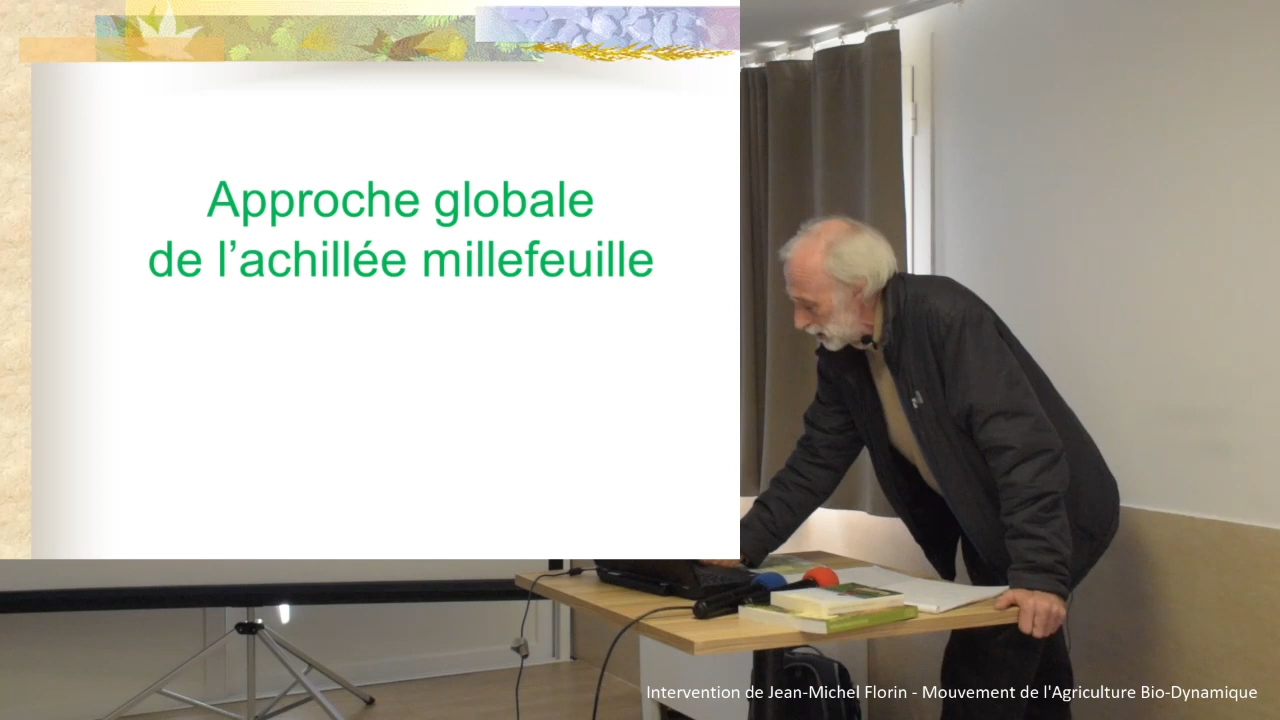 Approche globale
de l’achillée millefeuille
Intervention de Jean-Michel Florin - Mouvement de l'Agriculture Bio-Dynamique